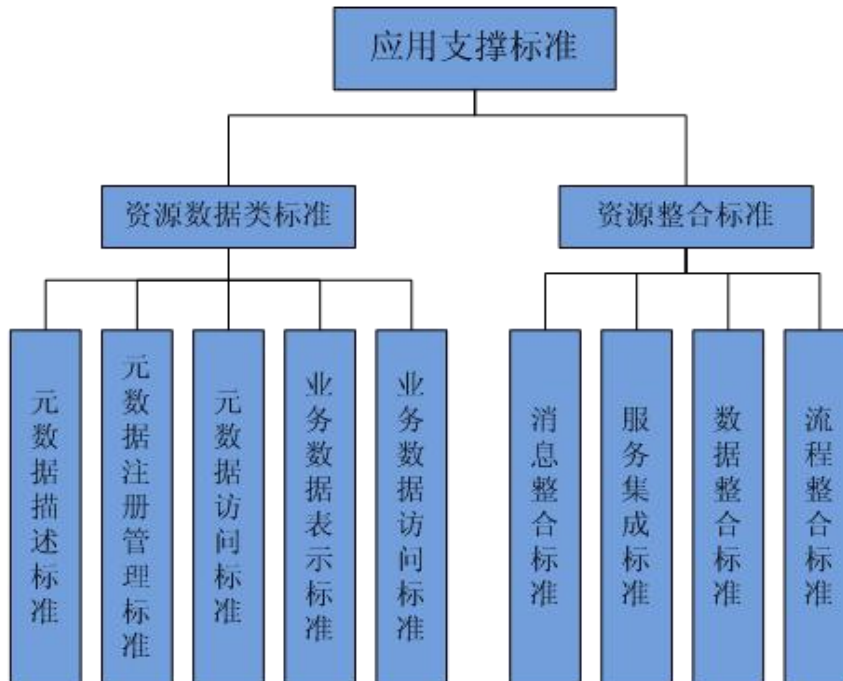 应用支撑标准
资源数据类标准
资源整合标准
元数据描述标准
元数据注册管理标准
元数据访问标准
业务数据表示标准
业务数据访问标准
消息整合标准
服务集成标准
数据整合标准
流程整合标准